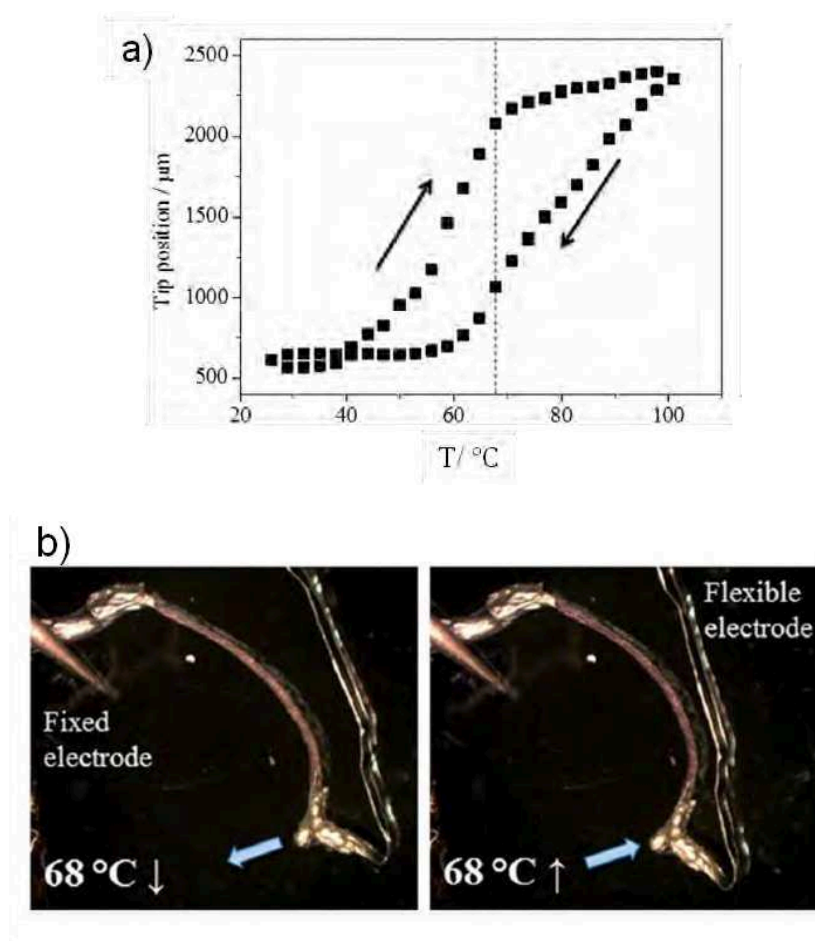 a)
2500
2000
1500
1000
500
Tip position / µm
20
40
60
80
100
T/ °C
b)
Fixed
electrode
68 °C ↓
Flexible
electrode
68 °C ↑